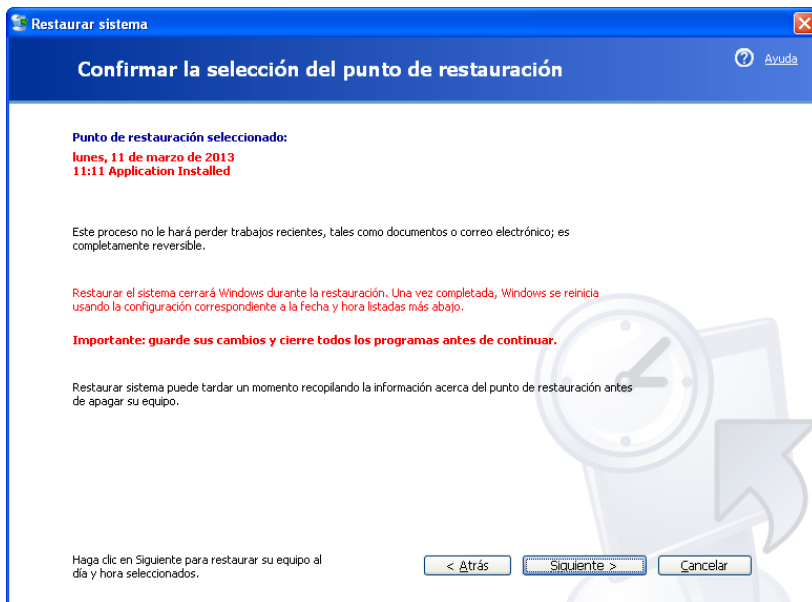 Restaurar sistema
Confirmar la selección del punto de restauración
Ayuda
Punto de restauración seleccionado:
lunes, 11 de marzo de 2013
11:11 Application Installed
Este proceso no le hará perder trabajos recientes, tales como documentos o correo electrónico; es
completamente reversible.
Restaurar el sistema cerrará Windows durante la restauración. Una vez completada, Windows se reinicia
usando la configuración correspondiente a la fecha y hora listadas más abajo.
Importante: guarde sus cambios y cierre todos los programas antes de continuar.
Restaurar sistema puede tardar un momento recopilando la información acerca del punto de restauración antes
de apagar su equipo.
Haga clic en Siguiente para restaurar su equipo al
día y hora seleccionados.
< Atrás
Siguiente >
Cancelar